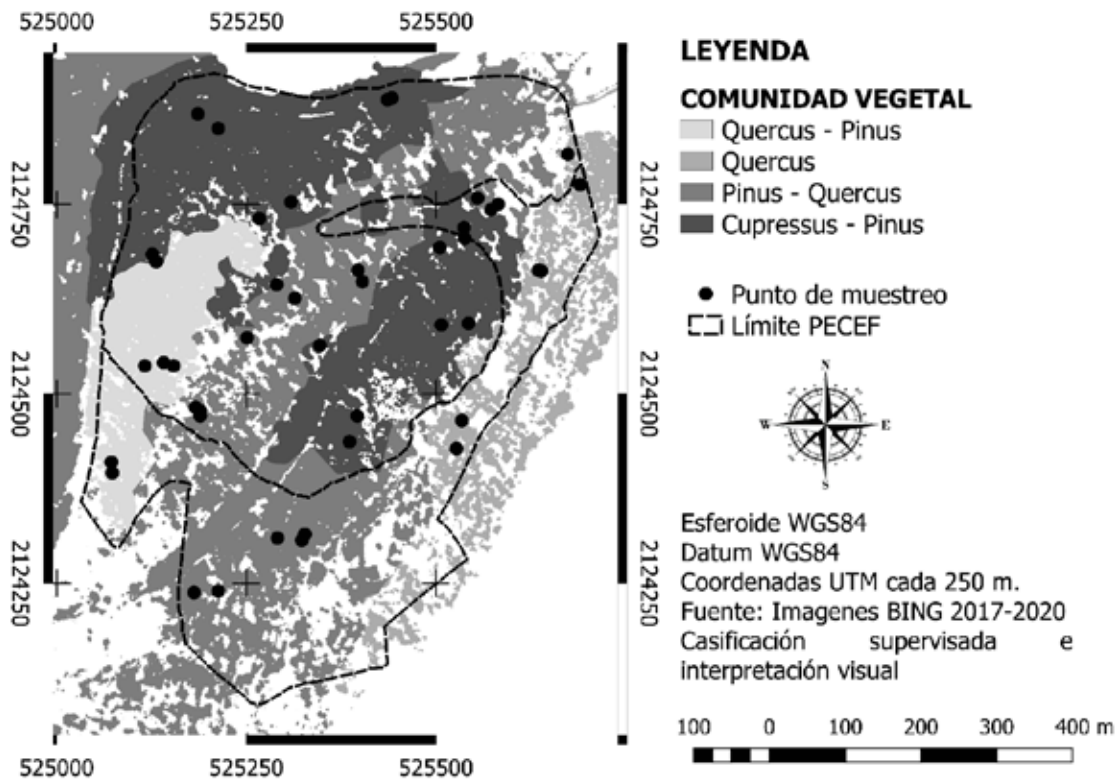 525000 525250 525500
2124750
2124500
2124250
2124750
2124500
2124250
525000 525250 525500
LEYENDA
COMUNIDAD VEGETAL
Quercus - Pinus
Quercus
Pinus - Quercus
Cupressus - Pinus
Punto de muestreo
Límite PECEF
N
W E
S
Esferoide WGS84
Datum WGS84
Coordenadas UTM cada 250 m.
Fuente: Imagenes BING 2017-2020
Casificación supervisada e
interpretación visual
100 0 100 200 300 400 m